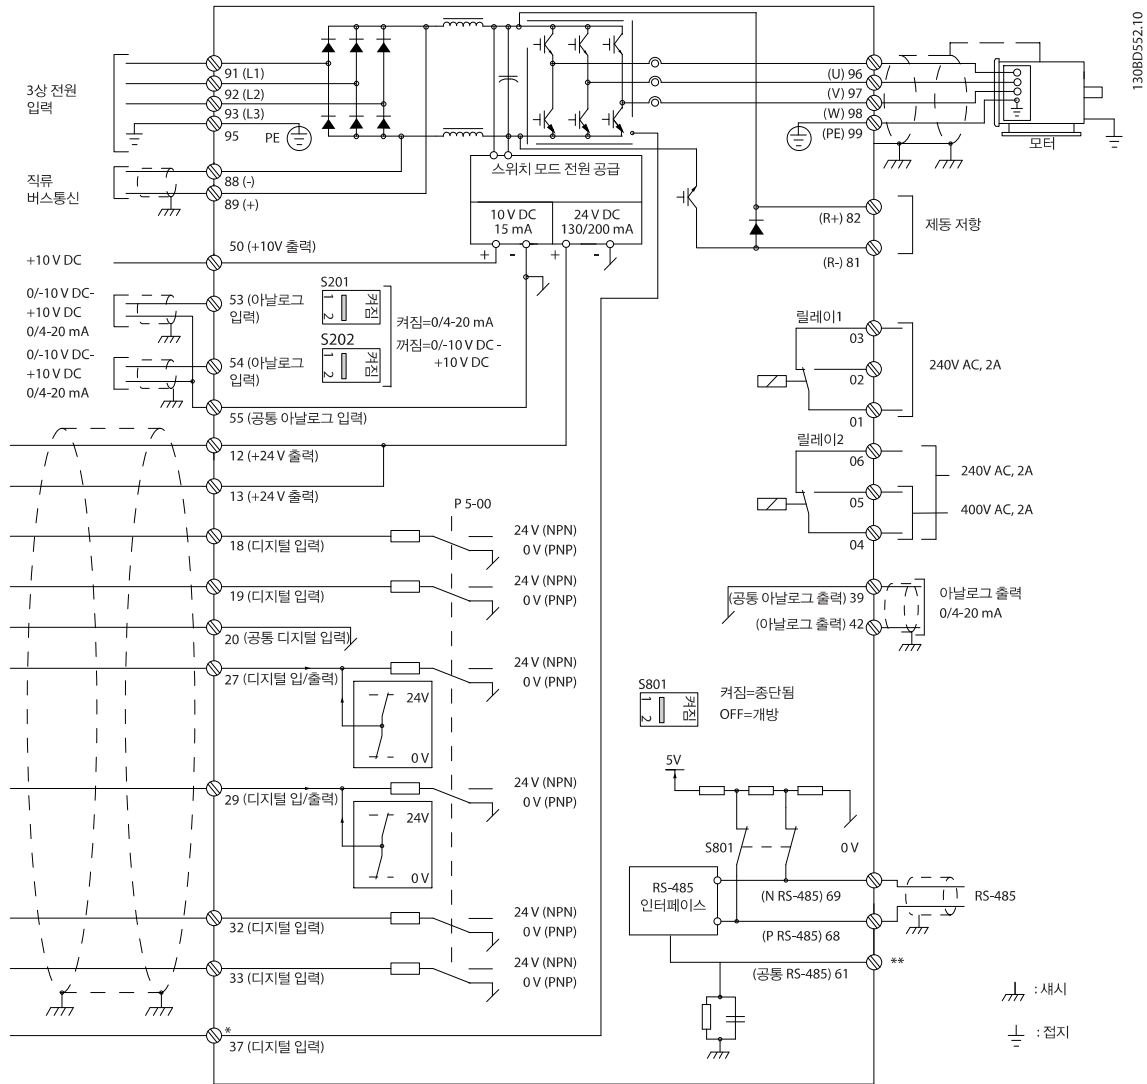 130BD552.10
3상 전원
입력
91 (L1)
92 (L2)
93 (L3)
95
PE
직류
버스통신
88 (-)
89 (+)
50 (+10V 출력)
+10 V DC
0/-10 V DC-
+10 V DC
0/4-20 mA
53 (아날로그
입력)
0/-10 V DC-
+10 V DC
0/4-20 mA
54 (아날로그
입력)
55 (공통 아날로그 입력)
S201
1
2
켜짐
S202
1
2
켜짐
켜짐=0/4-20 mA
꺼짐=0/-10 V DC -
+10 V DC
스위치 모드 전원 공급
10 V DC
15 mA
24 V DC
130/200 mA
+
-
+
-
(U) 96
(V) 97
(W) 98
(PE) 99
모터
(R+) 82
(R-) 81
제동 저항
릴레이1
03
02
01
240V AC, 2A
릴레이2
06
05
04
240V AC, 2A
400V AC, 2A
12 (+24 V 출력)
13 (+24 V 출력)
P 5-00
18 (디지털 입력)
24 V (NPN)
0 V (PNP)
19 (디지털 입력)
24 V (NPN)
0 V (PNP)
20 (공통 디지털 입력)
27 (디지털 입/출력)
24 V (NPN)
0 V (PNP)
24V
0 V
29 (디지털 입/출력)
24 V (NPN)
0 V (PNP)
24V
0 V
32 (디지털 입력)
24 V (NPN)
0 V (PNP)
33 (디지털 입력)
24 V (NPN)
0 V (PNP)
*
37 (디지털 입력)
(공통 아날로그 출력) 39
(아날로그 출력) 42
아날로그 출력
0/4-20 mA
S801
1
2
켜짐
켜짐=종단됨
OFF=개방
5V
S801
0 V
RS-485
인터페이스
(N RS-485) 69
(P RS-485) 68
(공통 RS-485) 61
RS-485
**
: 섀시
: 접지